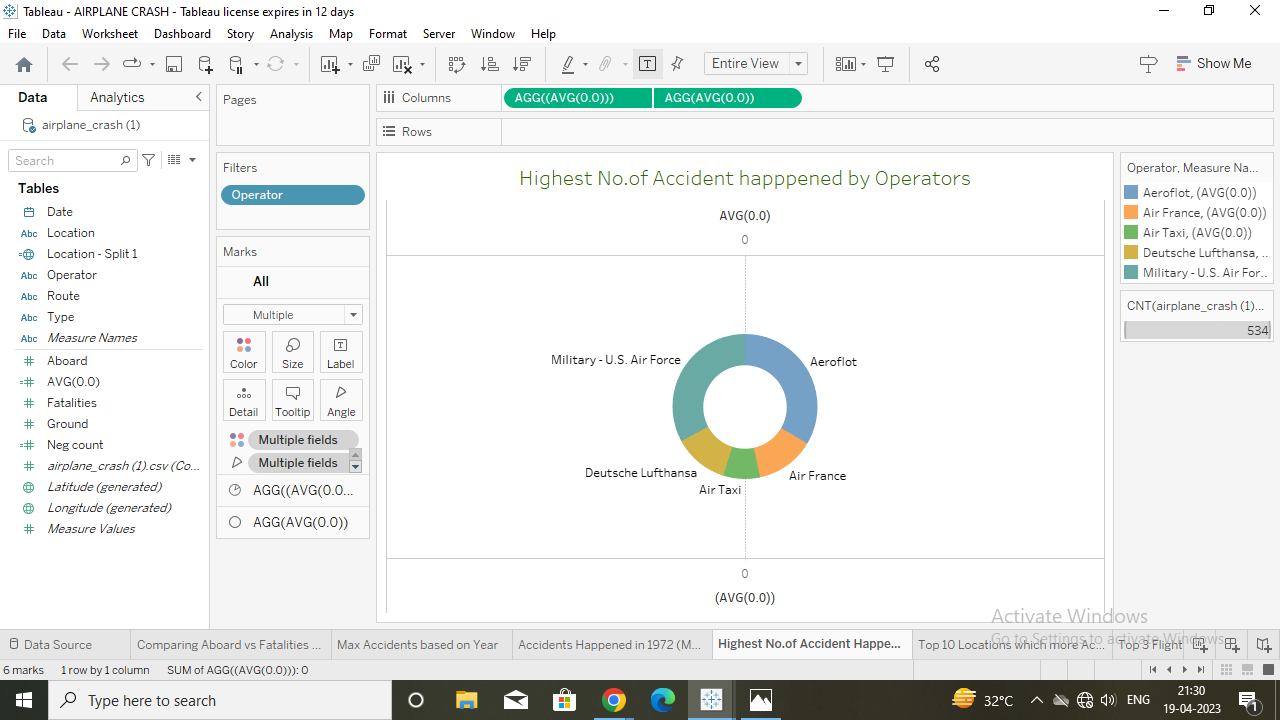 Tableau - AIRPLANE CRASH - Tableau license expires in 12 days
File Data Worksheet Dashboard Story Analysis Map Format Server Window Help
Entire View
Show Me
Data Analytics
airplane_crash (1)
Search
Tables
Date
Abc Location
Location - Split 1
Abc Operator
Abc Route
Abc Type
Abc Measure Names
Aboard
AVG(0.0)
Fatalities
Ground
Neg count
airplane_crash (1).csv (Co...
Latitude (generated)
Longitude (generated)
Measure Values
Pages
Filters
Operator
Marks
All
Multiple
Color Size Label
Detail Tooltip Angle
Multiple fields
Multiple fields
AGG((AVG(0.0...
AGG(AVG(0.0))
Columns AGG((AVG(0.0))) AGG(AVG(0.0))
Rows
Highest No.of Accident happpened by Operators
AVG(0.0)
0
Military - U.S. Air Force
Aeroflot
Deutsche Lufthansa
Air France
Air Taxi
0
(AVG(0.0))
Operator, Measure Na...
Aeroflot, (AVG(0.0))
Air France, (AVG(0.0))
Air Taxi, (AVG(0.0))
Deutsche Lufthansa, ..
Military - U.S. Air For..
CNT(airplane_crash (1)...
534
Activate Windows
Go to Settings to activate Windows.
Data Source Comparing Aboard vs Fatalities ... Max Accidents based on Year Accidents Happened in 1972 (M... Highest No.of Accident Happe... Top 10 Locations which more Ac... Top 3 Flight
6 marks 1 row by 1 column SUM of AGG((AVG(0.0))): 0
Type here to search
32°C
ENG
21:30
19-04-2023
1